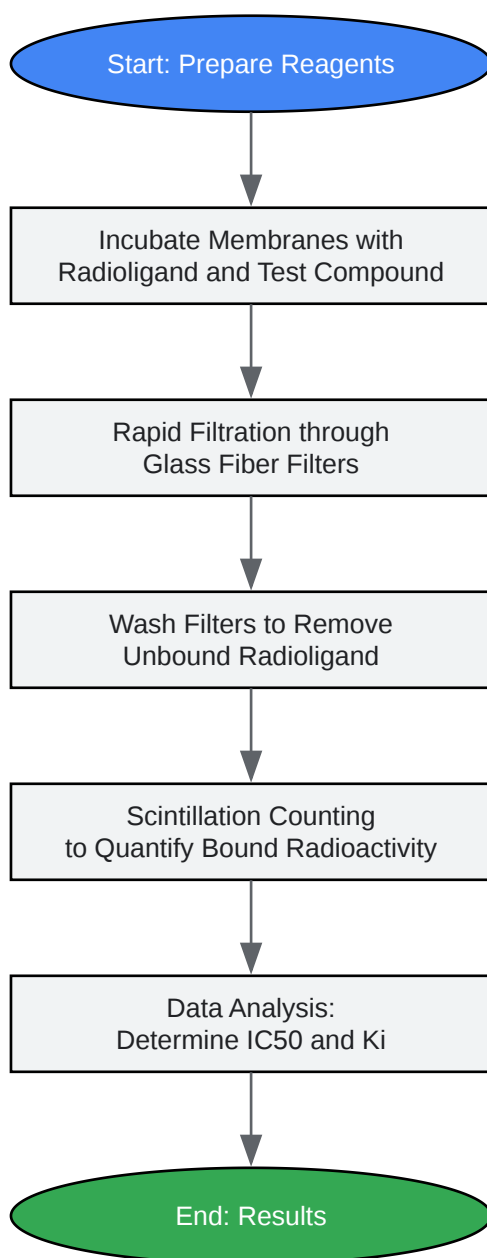 Start: Prepare Reagents
Incubate Membranes with
Radioligand and Test Compound
Rapid Filtration through
Glass Fiber Filters
Wash Filters to Remove
Unbound Radioligand
Scintillation Counting
to Quantify Bound Radioactivity
Data Analysis:
Determine IC50 and Ki
End: Results